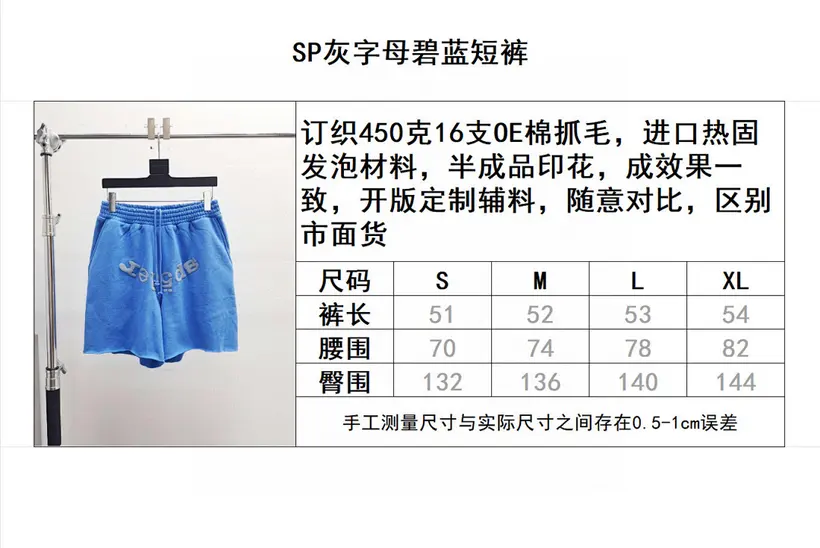 SP灰字母碧蓝短裤
订织450克16支OE棉抓毛，进口热固
发泡材料，半成品印花，成效果一
致，开版定制辅料，随意对比，区别
市面货
尺码 S M L XL
裤长 51 52 53 54
腰围 70 74 78 82
臀围 132 136 140 144
手工测量尺寸与实际尺寸之间存在0.5-1cm误差